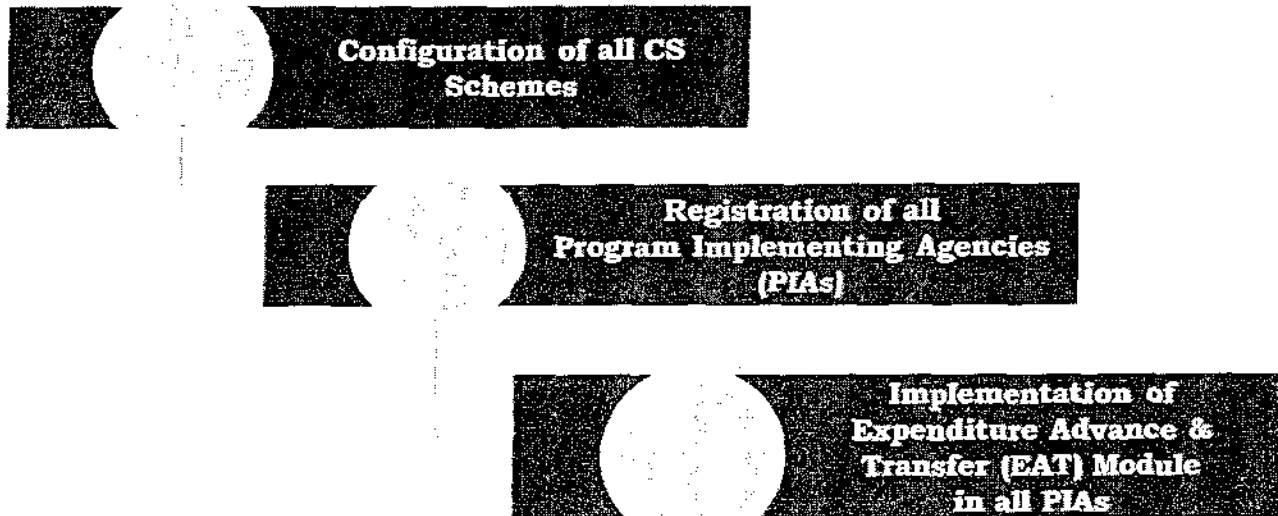 Configuration of all CS
Schemes
Registration of all
Program Implementing Agencies
(PIAs)
Implementation of
Expenditure Advance &
Transfer (EAT) Module
in all PIAs